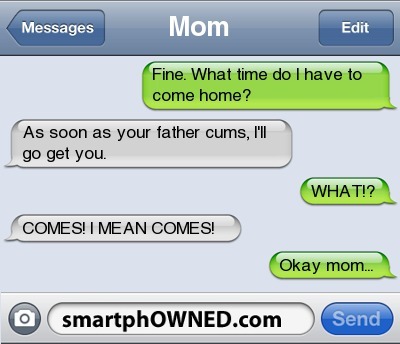 Messages
Mom
Edit
Fine. What time do I have to
come home?
As soon as your father cums, I'll
go get you.
WHAT!?
COMES! I MEAN COMES!
Okay mom...
smartphOWNED.com
Send